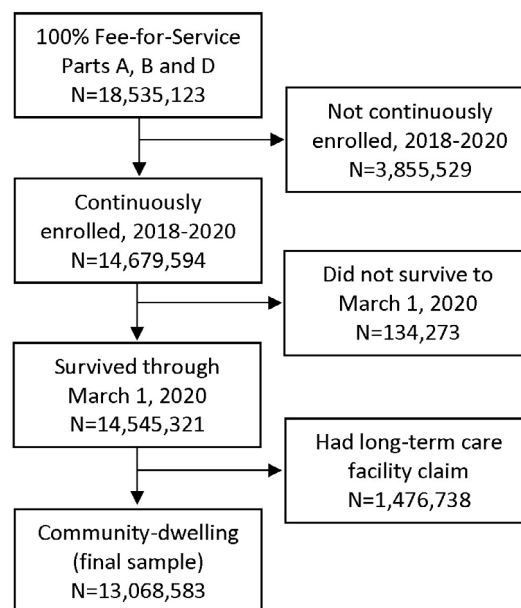 100% Fee-for-Service
Parts A, B and D
N=18,535,123
Not continuously
enrolled, 2018-2020
N=3,855,529
Continuously
enrolled, 2018-2020
N=14,679,594
Did not survive to
March 1, 2020
N=134,273
Survived through
March 1, 2020
N=14,545,321
Had long-term care
facility claim
N=1,476,738
Community-dwelling
(final sample)
N=13,068,583